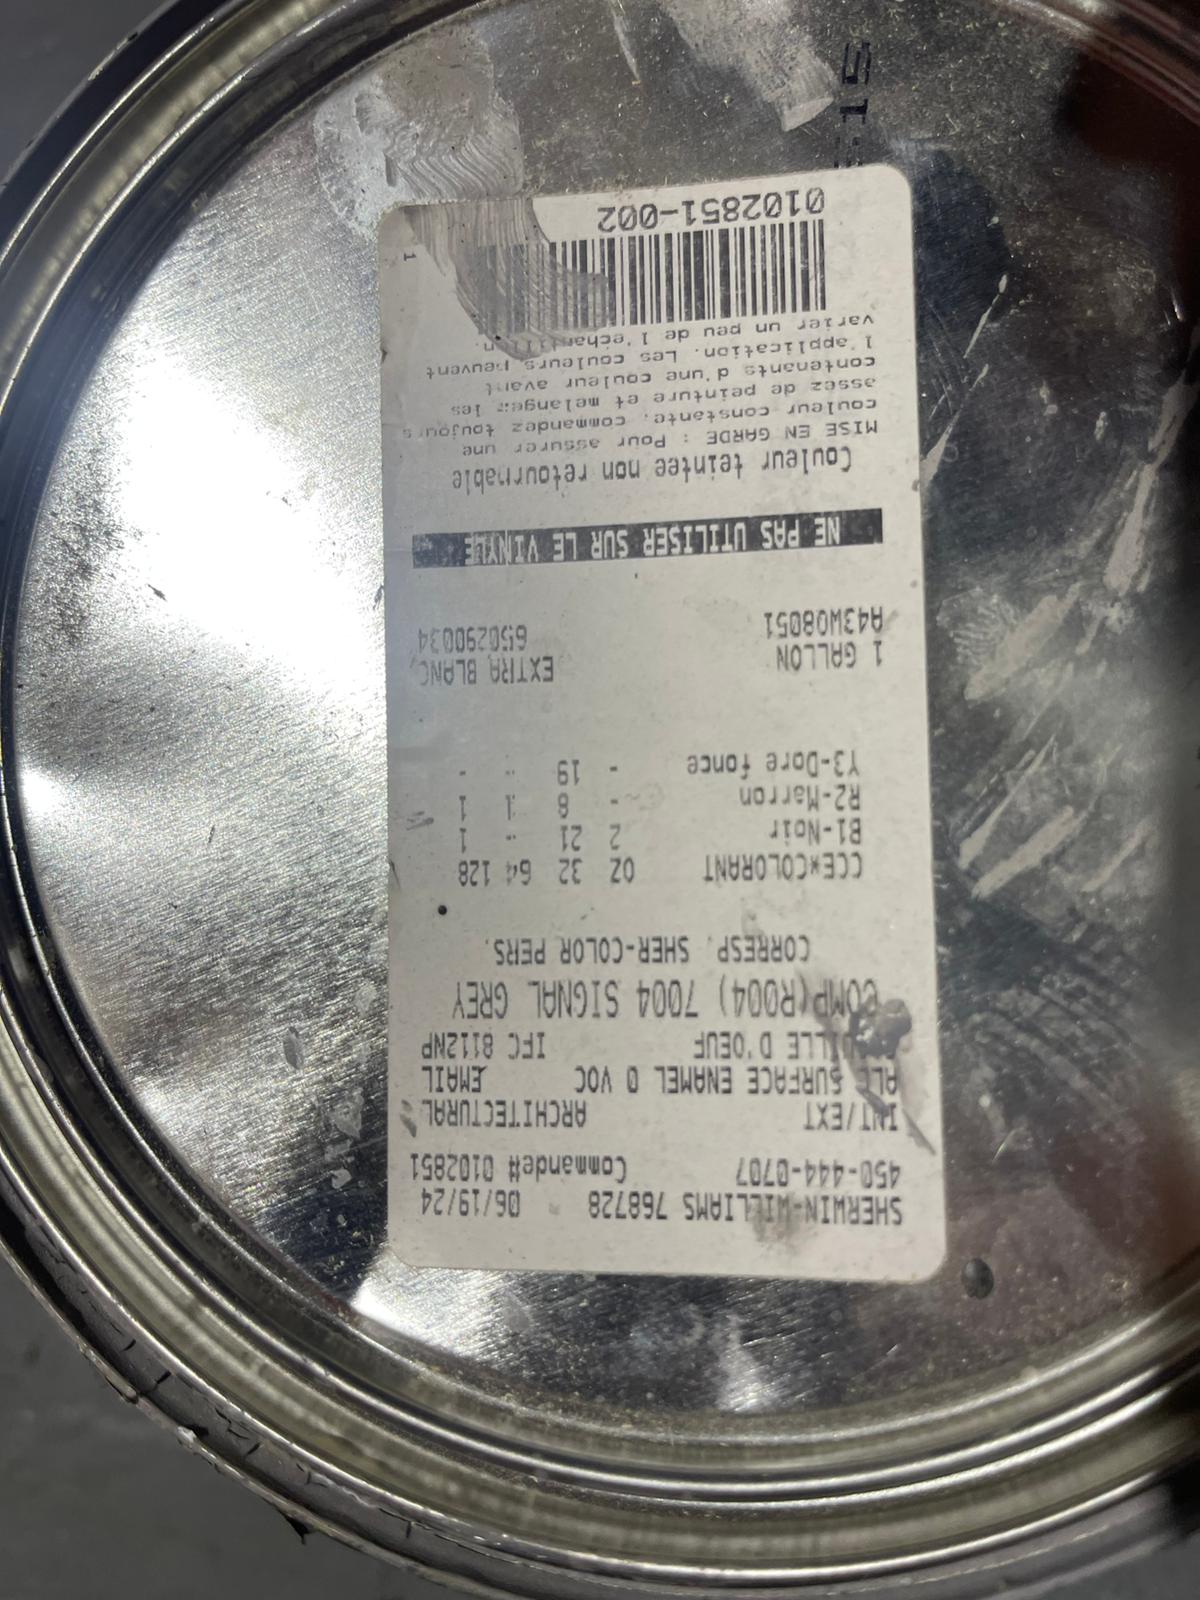 SHERWIN-WILLIAMS 768728 06/19/24
450-444-0707 Commande# 0102851
INT/EXT ARCHITECTURAL
ALL SURFACE ENAMEL 0 VOC EMAIL
D'OEUF IFC 8112NP
COMP(R004) 7004 SIGNAL GREY
CORRESP. SHER-COLOR PERS.
CCE*COLORANT OZ 32 64 128
B1-Noir 2 21 - 1
R2-Marron - 8 1 1
Y3-Dore fonce - 19 - -
1 GALLON EXTRA BLANC
A43W08051 650290034
NE PAS UTILISER SUR LE VINYLE
Couleur teintee non retournable
MISE EN GARDE : Pour assurer une
couleur constante, commandez toujours
assez de peinture et melangez les
contenants d'une couleur avant
l'application. Les couleurs peuvent
varier un peu de l'echantillon.
0102851-002
1